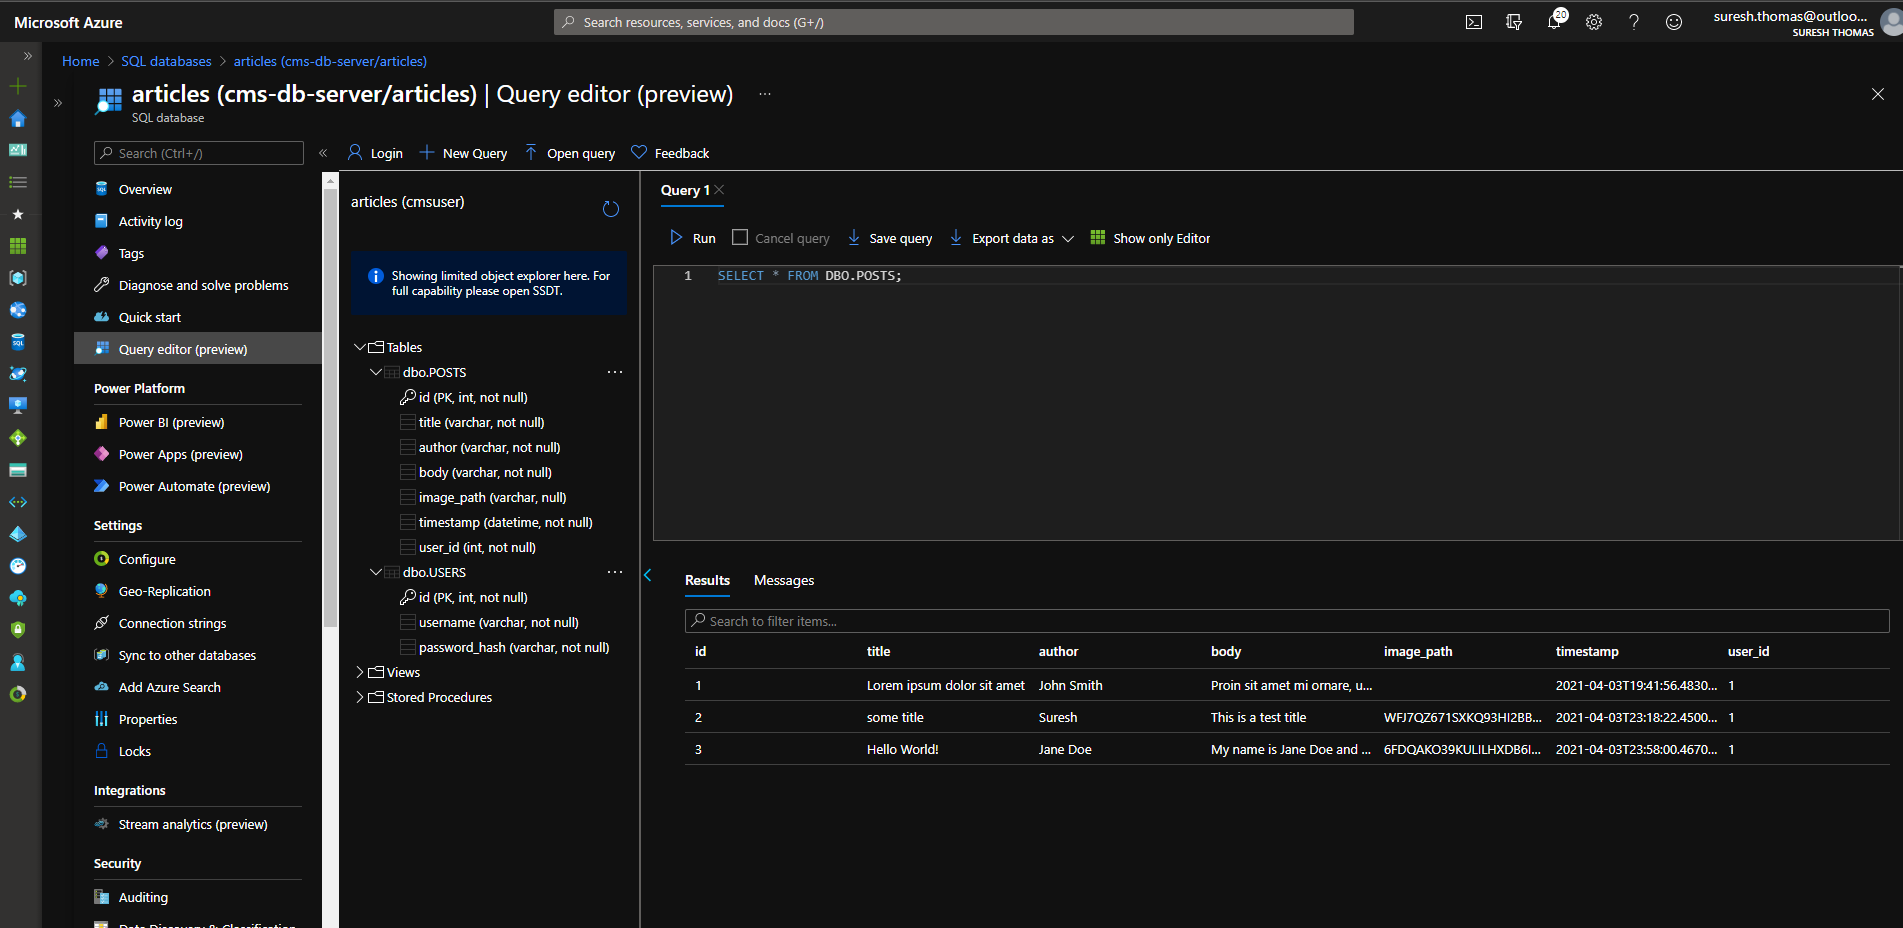 Microsoft Azure
Search resources, services, and docs (G+/)
20
suresh.thomas@outloo...
SURESH THOMAS
Home > SQL databases > articles (cms-db-server/articles)
articles (cms-db-server/articles) | Query editor (preview)
SQL database
Search (Ctrl+/)
Overview
Activity log
Tags
Diagnose and solve problems
Quick start
Query editor (preview)
Power Platform
Power BI (preview)
Power Apps (preview)
Power Automate (preview)
Settings
Configure
Geo-Replication
Connection strings
Sync to other databases
Add Azure Search
Properties
Locks
Integrations
Stream analytics (preview)
Security
Auditing
Data Discovery & Classification
Login New Query Open query Feedback
articles (cmsuser)
Showing limited object explorer here. For
full capability please open SSDT.
Tables
dbo.POSTS
id (PK, int, not null)
title (varchar, not null)
author (varchar, not null)
body (varchar, not null)
image_path (varchar, null)
timestamp (datetime, not null)
user_id (int, not null)
dbo.USERS
id (PK, int, not null)
username (varchar, not null)
password_hash (varchar, not null)
Views
Stored Procedures
Query 1
Run Cancel query Save query Export data as Show only Editor
1 SELECT * FROM DBO.POSTS;
Results Messages
Search to filter items...
id title author body image_path timestamp user_id
1 Lorem ipsum dolor sit amet John Smith Proin sit amet mi ornare, u... 2021-04-03T19:41:56.4830... 1
2 some title Suresh This is a test title WFJ7QZ671SXKQ93HI2BB... 2021-04-03T23:18:22.4500... 1
3 Hello World! Jane Doe My name is Jane Doe and ... 6FDQAKO39KULILHXDB6I... 2021-04-03T23:58:00.4670... 1